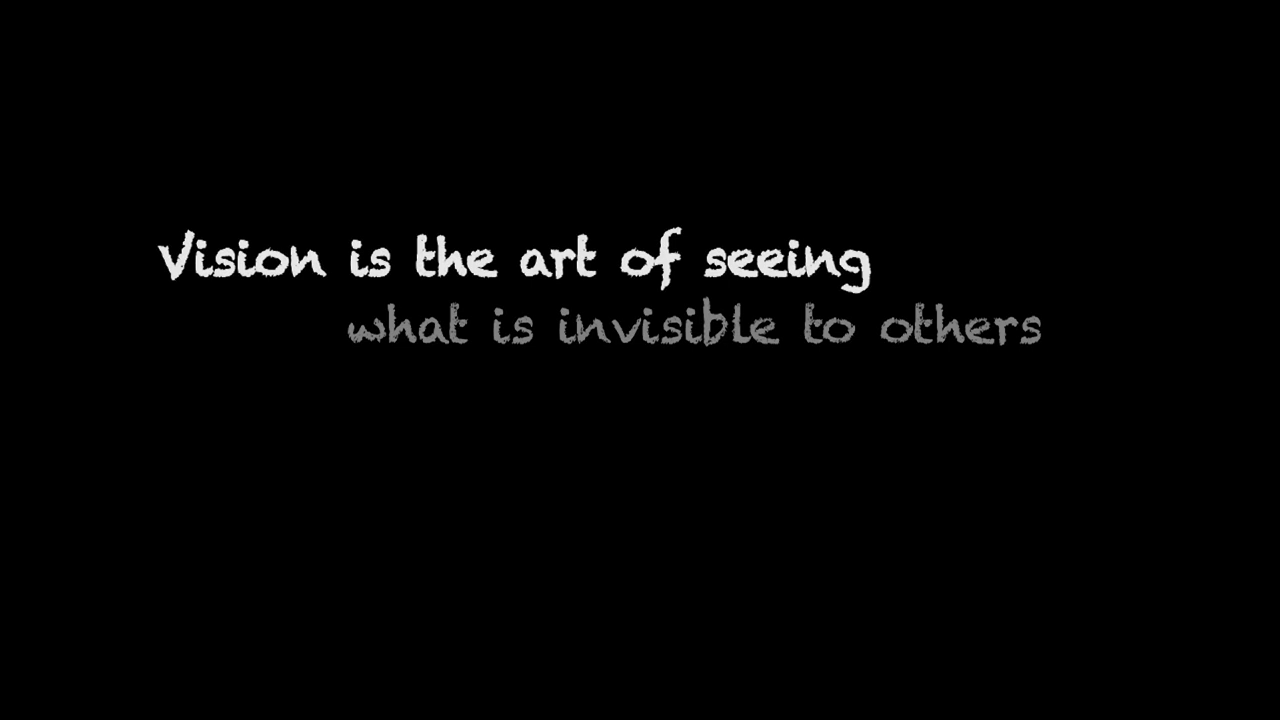 Vision is the art of seeing
what is invisible to others